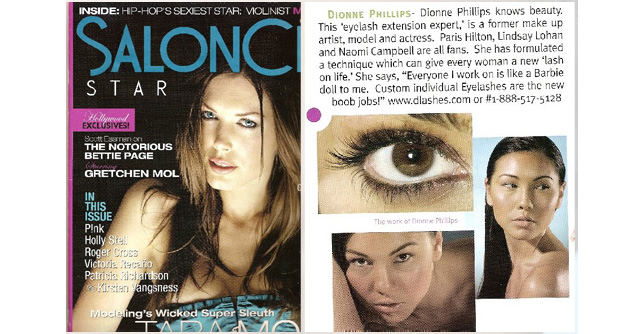 INSIDE: HIP-HOP'S SEXIEST STAR: VIOLINIST M
SALONCI
STAR
Hollywood
EXCLUSIVES!
Scott Essman on
THE NOTORIOUS
BETTIE PAGE
Starring
GRETCHEN MOL
IN
THIS
ISSUE
P!nk
Holly
Roger Cross
Victoria
Patricia Richardson
Kirsten Vangsness
Modeling's Wicked Super Sleuth
TARA MO
DIONNE PHILLIPS- Dionne Phillips knows beauty.
This 'eyelash extension expert,' is a former make up
artist, model and actress. Paris Hilton, Lindsay Lohan
and Naomi Campbell are all fans. She has formulated
a technique which can give every woman a new 'lash
on life.' She says, "Everyone I work on is like a Barbie
doll to me. Custom individual Eyelashes are the new
boob jobs!" www.dlashes.com or #1-888-517-5128
The work of Dionne Phillips